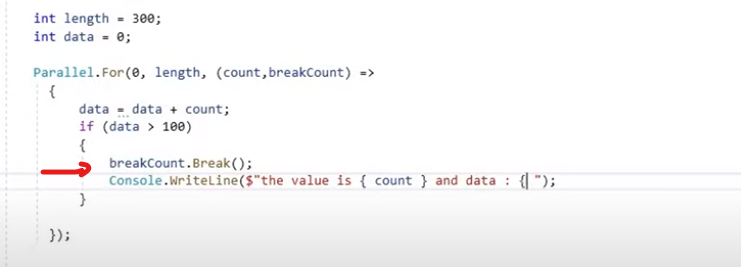 int length = 300;
int data = 0;
Parallel.For(0, length, (count,breakCount) =>
{
data = data + count;
if (data > 100)
{
breakCount.Break();
Console.WriteLine($"the value is { count } and data : { ");
}
});